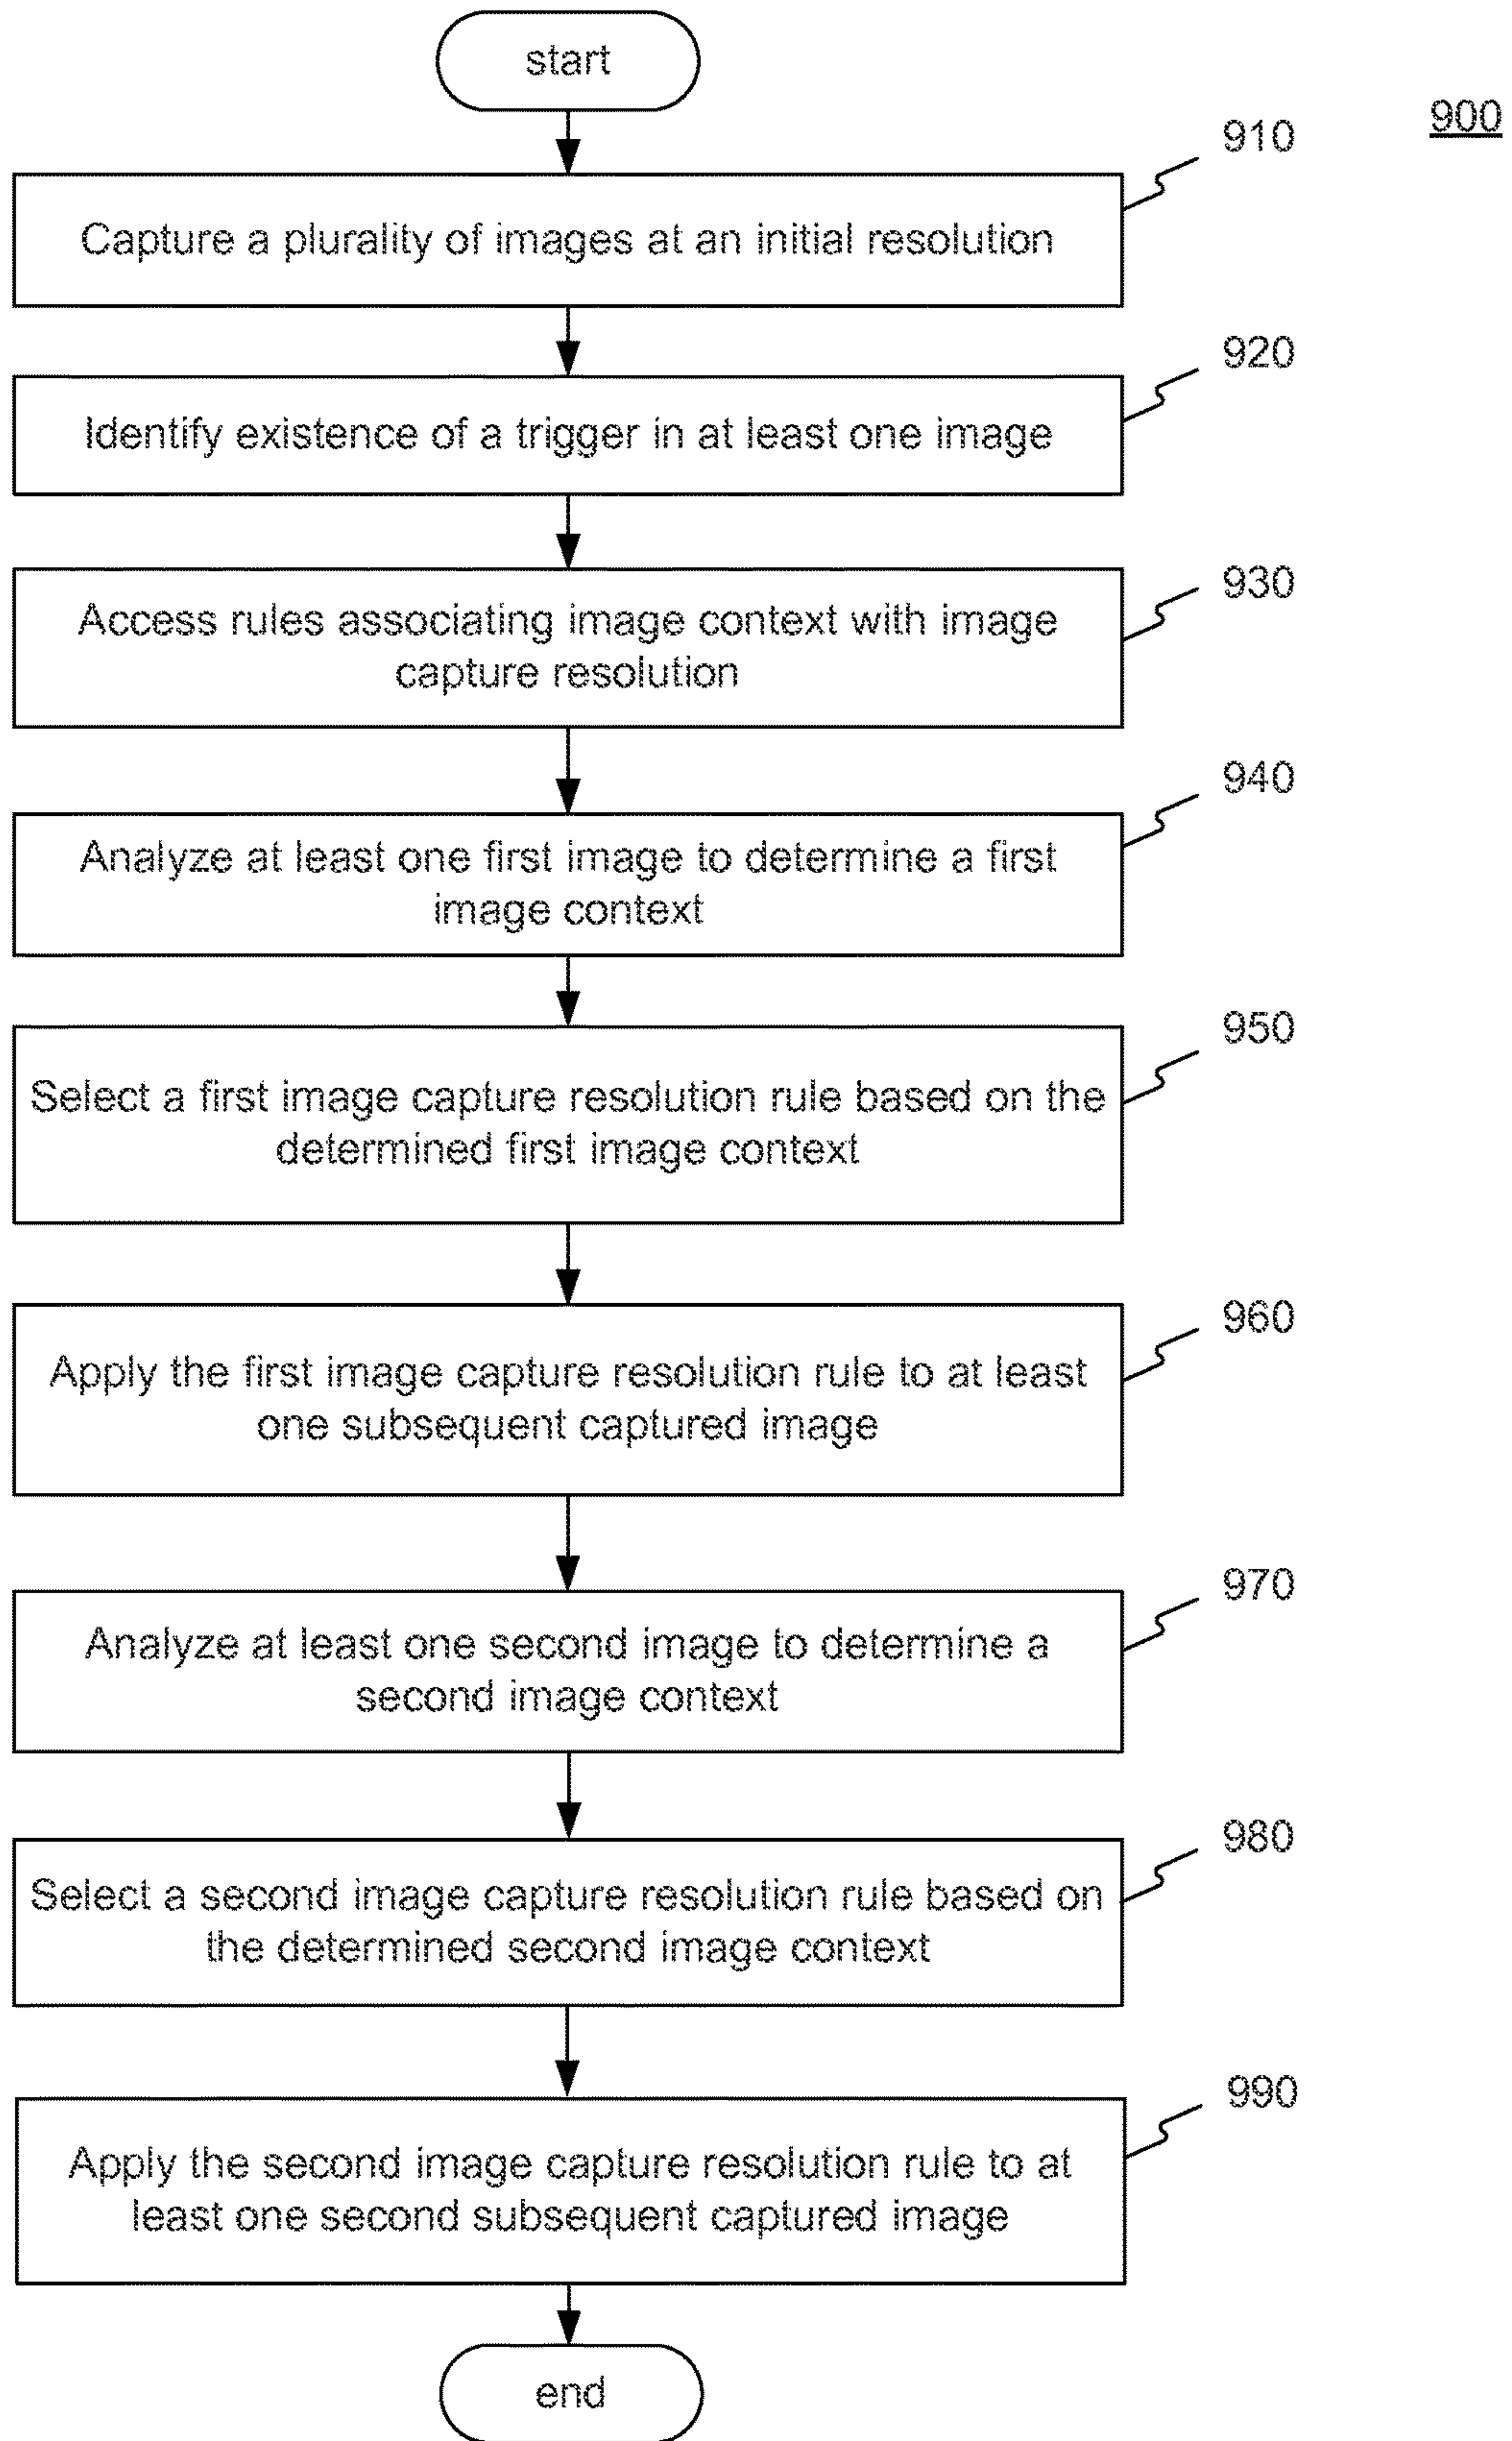 start
900
910
Capture a plurality of images at an initial resolution
920
Identify existence of a trigger in at least one image
930
Access rules associating image context with image
capture resolution
940
Analyze at least one first image to determine a first
image context
950
Select a first image capture resolution rule based on the
determined first image context
960
Apply the first image capture resolution rule to at least
one subsequent captured image
970
Analyze at least one second image to determine a
second image context
980
Select a second image capture resolution rule based on
the determined second image context
990
Apply the second image capture resolution rule to at
least one second subsequent captured image
end